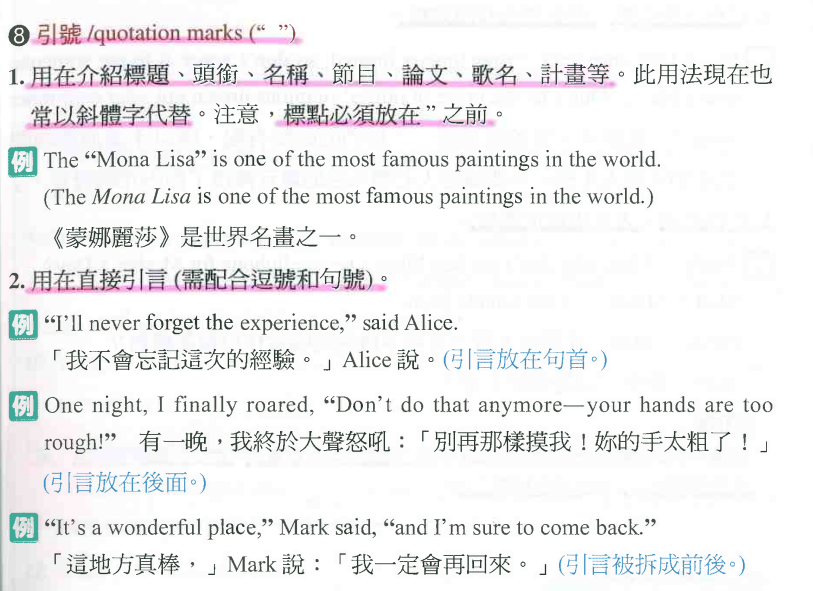 ❽ 引號 /quotation marks (“ ”)
1. 用在介紹標題、頭銜、名稱、節目、論文、歌名、計畫等。此用法現在也
常以斜體字代替。注意，標點必須放在 ” 之前。
例 The “Mona Lisa” is one of the most famous paintings in the world.
(The Mona Lisa is one of the most famous paintings in the world.)
《蒙娜麗莎》是世界名畫之一。
2. 用在直接引言 (需配合逗號和句號)。
例 “I’ll never forget the experience,” said Alice.
「我不會忘記這次的經驗。」Alice 說。(引言放在句首。)
例 One night, I finally roared, “Don’t do that anymore—your hands are too
rough!” 有一晚，我終於大聲怒吼：「別再那樣摸我！妳的手太粗了！」
(引言放在後面。)
例 “It’s a wonderful place,” Mark said, “and I’m sure to come back.”
「這地方真棒，」Mark 說：「我一定會再回來。」(引言被拆成前後。)